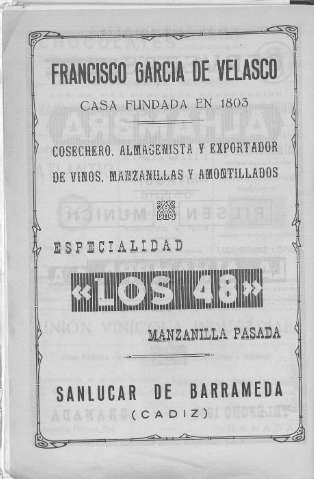 FRANCISCO GARCIA DE VELASCO
CASA FUNDADA EN 1803
COSECHERO, ALMACENISTA Y EXPORTADOR
DE VINOS, MANZANILLAS Y AMONTILLADOS
ESPECIALIDAD
«LOS 48»
MANZANILLA PASADA
SANLUCAR DE BARRAMEDA
(CADIZ)